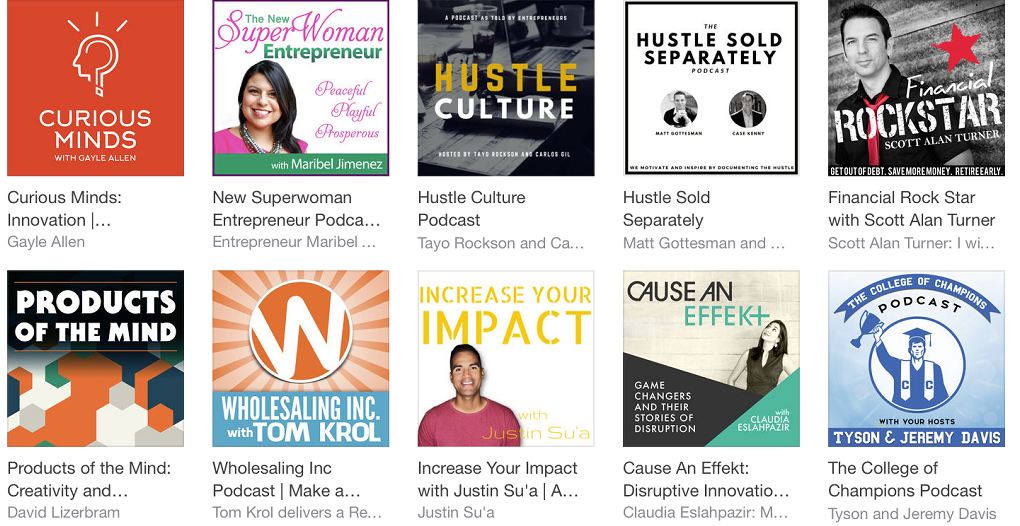 CURIOUS
MINDS
WITH GAYLE ALLEN
Curious Minds:
Innovation |...
Gayle Allen
The New
SuperWoman
Entrepreneur
Peaceful
Playful
Prosperous
with Maribel Jimenez
New Superwoman
Entrepreneur Podca...
Entrepreneur Maribel ...
A PODCAST AS TOLD BY ENTREPRENEURS
HUSTLE
CULTURE
HOSTED BY TAYO ROCKSON AND CARLOS GIL
Hustle Culture
Podcast
Tayo Rockson and Ca...
THE
HUSTLE SOLD
SEPARATELY
PODCAST
MATT GOTTESMAN
CASE KENNY
WE MOTIVATE AND INSPIRE BY DOCUMENTING THE HUSTLE
Hustle Sold
Separately
Matt Gottesman and ...
Financial
ROCKSTAR
SCOTT ALAN TURNER
GET OUT OF DEBT. SAVE MORE MONEY. RETIRE EARLY.
Financial Rock Star
with Scott Alan Turner
Scott Alan Turner: I wi...
PRODUCTS
OF THE MIND
Products of the Mind:
Creativity and...
David Lizerbram
W
WHOLESALING INC.
with TOM KROL
Wholesaling Inc
Podcast | Make a...
Tom Krol delivers a Re...
INCREASE YOUR
IMPACT
with
Justin Su'a
Increase Your Impact
with Justin Su'a | A...
Justin Su'a
CAUSE AN
EFFEKT
GAME
CHANGERS
AND THEIR
STORIES OF
DISRUPTION
with
CLAUDIA
ESLAHPAZIR
Cause An Effekt:
Disruptive Innovatio...
Claudia Eslahpazir: M...
THE COLLEGE OF CHAMPIONS
PODCAST
C C
WITH YOUR HOSTS
TYSON & JEREMY DAVIS
The College of
Champions Podcast
Tyson and Jeremy Davis